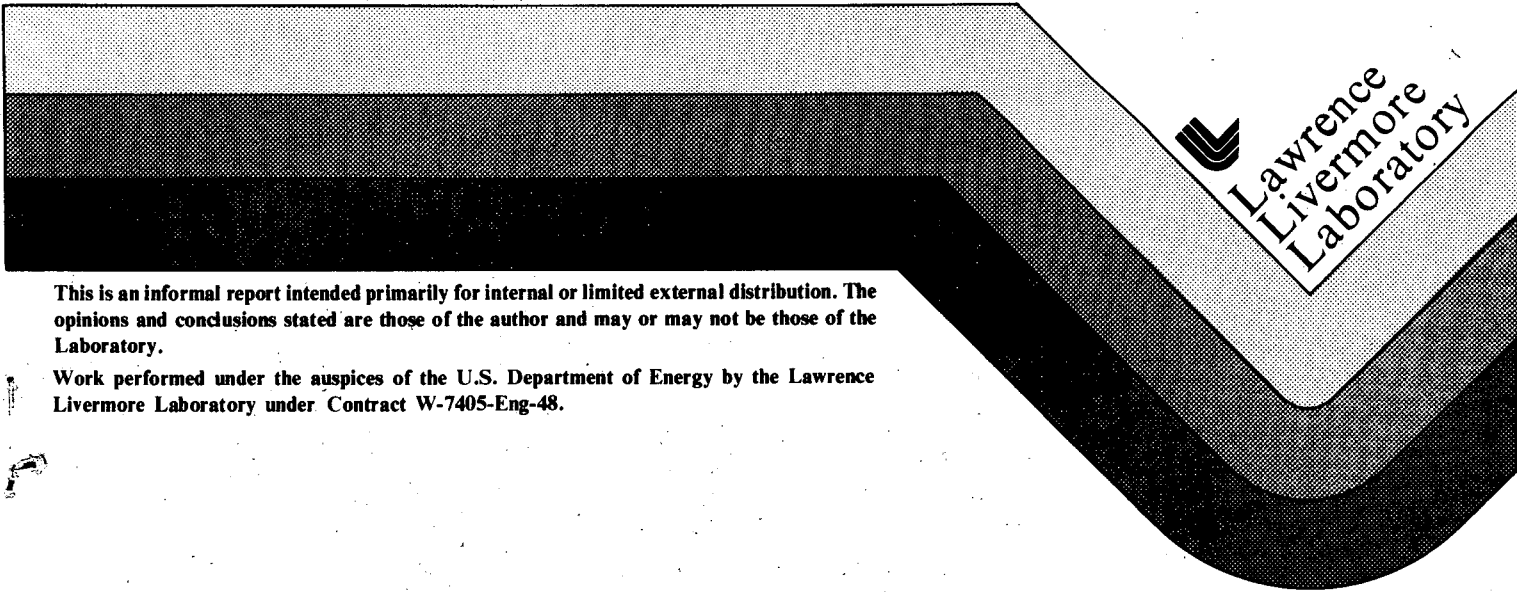 Lawrence
Livermore
Laboratory
This is an informal report intended primarily for internal or limited external distribution. The
opinions and conclusions stated are those of the author and may or may not be those of the
Laboratory.
Work performed under the auspices of the U.S. Department of Energy by the Lawrence
Livermore Laboratory under Contract W-7405-Eng-48.